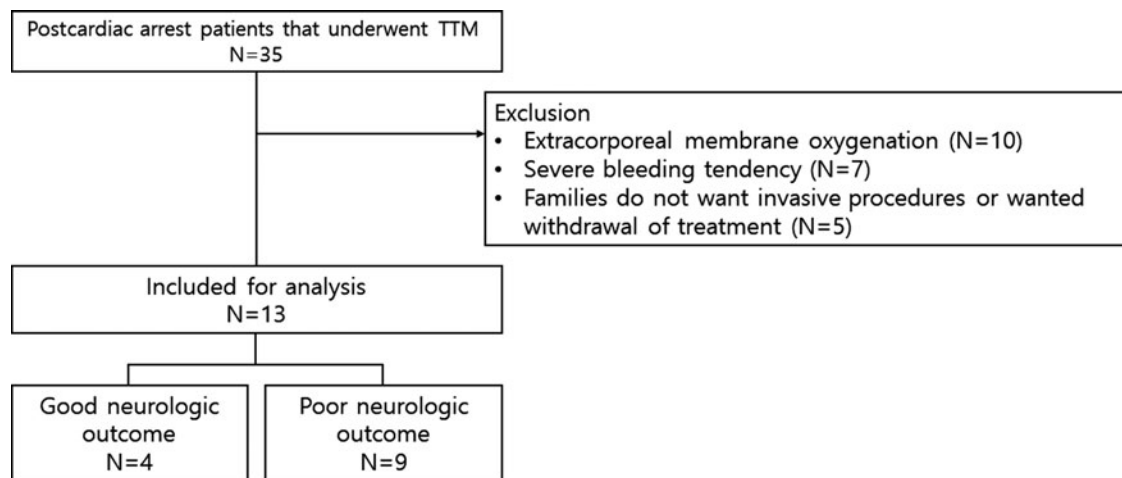 Postcardiac arrest patients that underwent TTM
N=35
Exclusion
• Extracorporeal membrane oxygenation (N=10)
• Severe bleeding tendency (N=7)
• Families do not want invasive procedures or wanted
withdrawal of treatment (N=5)
Included for analysis
N=13
Good neurologic
outcome
N=4
Poor neurologic
outcome
N=9